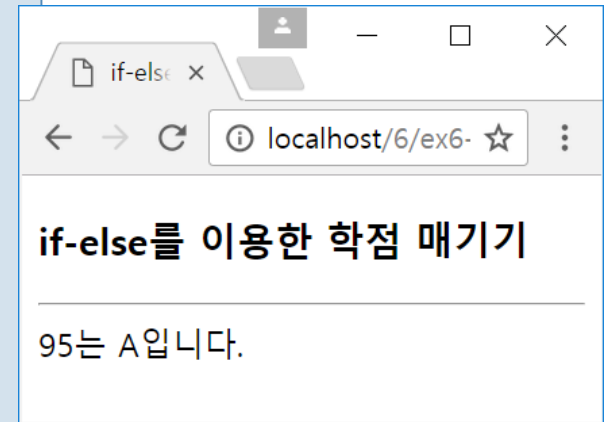 if-else
localhost/6/ex6-
if-else를 이용한 학점 매기기
95는 A입니다.